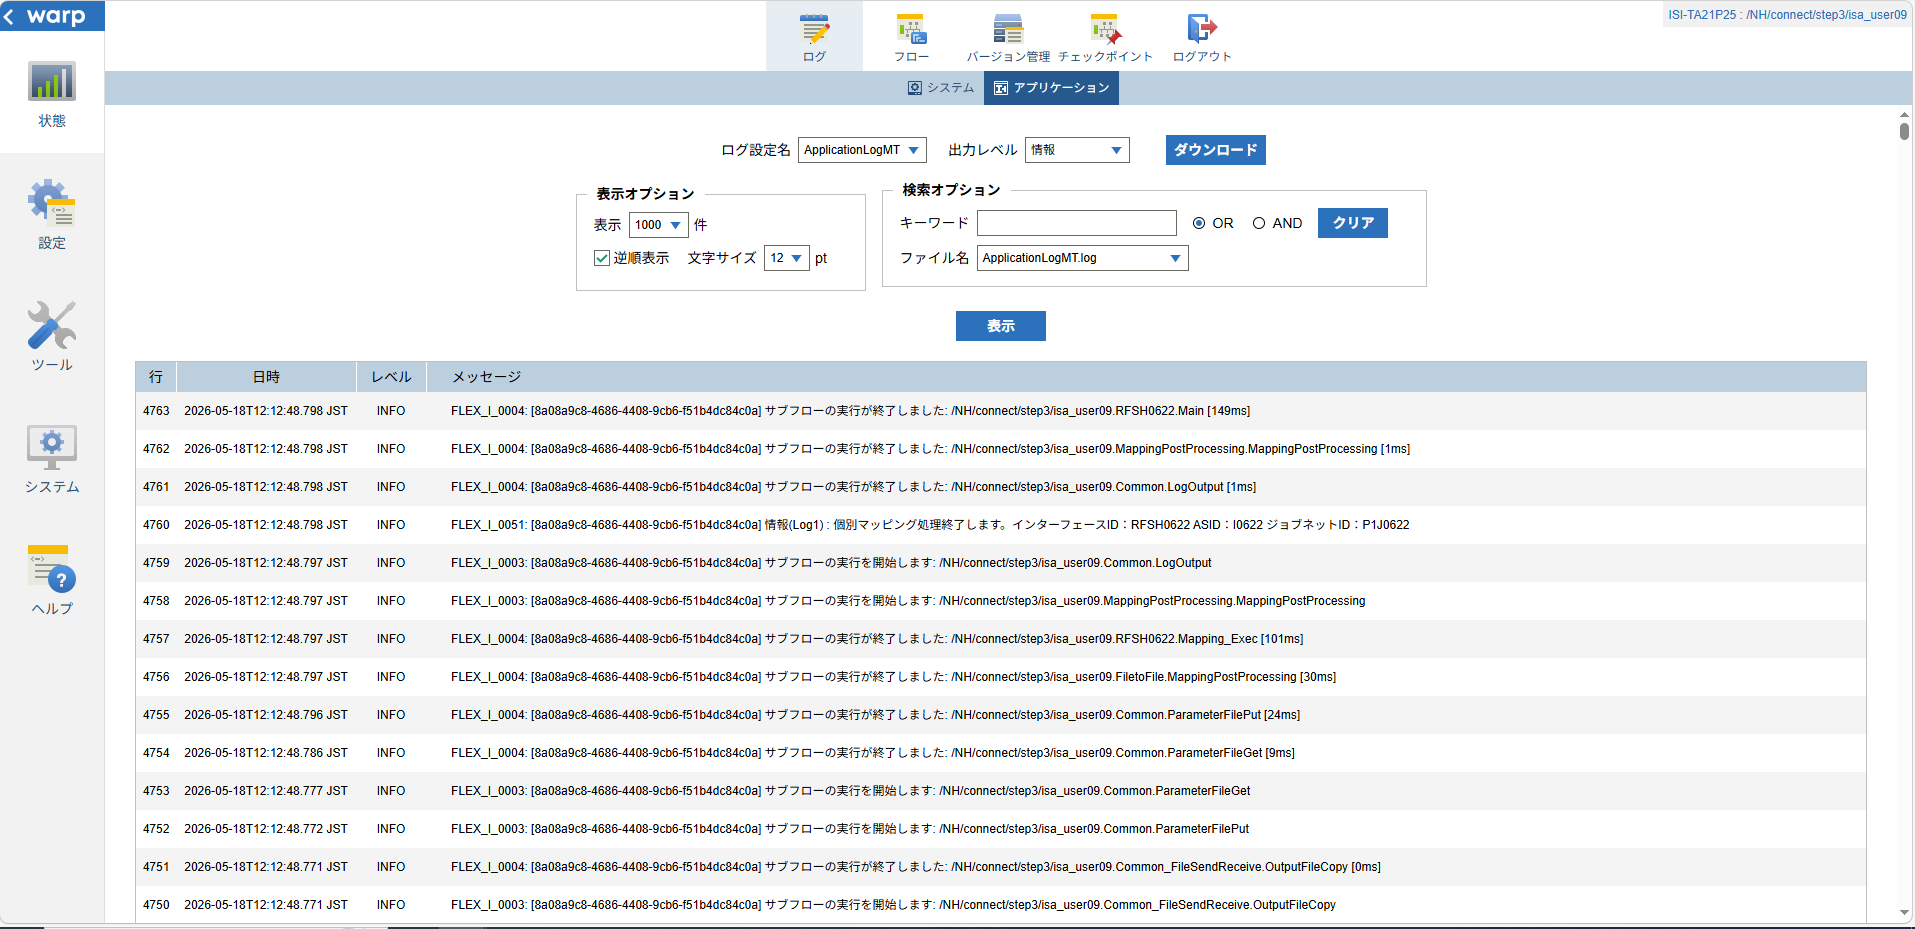 warp
ISI-TA21P25 : /NH/connect/step3/isa_user09
ログ
フロー
バージョン管理
チェックポイント
ログアウト
システム
アプリケーション
状態
設定
ツール
システム
ヘルプ
ログ設定名 ApplicationLogMT 出力レベル 情報 ダウンロード
表示オプション
表示 1000 件
逆順表示 文字サイズ 12 pt
検索オプション
キーワード OR AND クリア
ファイル名 ApplicationLogMT.log
表示
行 日時 レベル メッセージ
4763 2026-05-18T12:12:48.798 JST INFO FLEX_I_0004: [8a08a9c8-4686-4408-9cb6-f51b4dc84c0a] サブフローの実行が終了しました: /NH/connect/step3/isa_user09.RFSH0622.Main [149ms]
4762 2026-05-18T12:12:48.798 JST INFO FLEX_I_0004: [8a08a9c8-4686-4408-9cb6-f51b4dc84c0a] サブフローの実行が終了しました: /NH/connect/step3/isa_user09.MappingPostProcessing.MappingPostProcessing [1ms]
4761 2026-05-18T12:12:48.798 JST INFO FLEX_I_0004: [8a08a9c8-4686-4408-9cb6-f51b4dc84c0a] サブフローの実行が終了しました: /NH/connect/step3/isa_user09.Common.LogOutput [1ms]
4760 2026-05-18T12:12:48.798 JST INFO FLEX_I_0051: [8a08a9c8-4686-4408-9cb6-f51b4dc84c0a] 情報(Log1) : 個別マッピング処理終了します。インターフェースID：RFSH0622 ASID：I0622 ジョブネットID：P1J0622
4759 2026-05-18T12:12:48.797 JST INFO FLEX_I_0003: [8a08a9c8-4686-4408-9cb6-f51b4dc84c0a] サブフローの実行を開始します: /NH/connect/step3/isa_user09.Common.LogOutput
4758 2026-05-18T12:12:48.797 JST INFO FLEX_I_0003: [8a08a9c8-4686-4408-9cb6-f51b4dc84c0a] サブフローの実行を開始します: /NH/connect/step3/isa_user09.MappingPostProcessing.MappingPostProcessing
4757 2026-05-18T12:12:48.797 JST INFO FLEX_I_0004: [8a08a9c8-4686-4408-9cb6-f51b4dc84c0a] サブフローの実行が終了しました: /NH/connect/step3/isa_user09.RFSH0622.Mapping_Exec [101ms]
4756 2026-05-18T12:12:48.797 JST INFO FLEX_I_0004: [8a08a9c8-4686-4408-9cb6-f51b4dc84c0a] サブフローの実行が終了しました: /NH/connect/step3/isa_user09.FiletoFile.MappingPostProcessing [30ms]
4755 2026-05-18T12:12:48.796 JST INFO FLEX_I_0004: [8a08a9c8-4686-4408-9cb6-f51b4dc84c0a] サブフローの実行が終了しました: /NH/connect/step3/isa_user09.Common.ParameterFilePut [24ms]
4754 2026-05-18T12:12:48.786 JST INFO FLEX_I_0004: [8a08a9c8-4686-4408-9cb6-f51b4dc84c0a] サブフローの実行が終了しました: /NH/connect/step3/isa_user09.Common.ParameterFileGet [9ms]
4753 2026-05-18T12:12:48.777 JST INFO FLEX_I_0003: [8a08a9c8-4686-4408-9cb6-f51b4dc84c0a] サブフローの実行を開始します: /NH/connect/step3/isa_user09.Common.ParameterFileGet
4752 2026-05-18T12:12:48.772 JST INFO FLEX_I_0003: [8a08a9c8-4686-4408-9cb6-f51b4dc84c0a] サブフローの実行を開始します: /NH/connect/step3/isa_user09.Common.ParameterFilePut
4751 2026-05-18T12:12:48.771 JST INFO FLEX_I_0004: [8a08a9c8-4686-4408-9cb6-f51b4dc84c0a] サブフローの実行が終了しました: /NH/connect/step3/isa_user09.Common_FileSendReceive.OutputFileCopy [0ms]
4750 2026-05-18T12:12:48.771 JST INFO FLEX_I_0003: [8a08a9c8-4686-4408-9cb6-f51b4dc84c0a] サブフローの実行を開始します: /NH/connect/step3/isa_user09.Common_FileSendReceive.OutputFileCopy